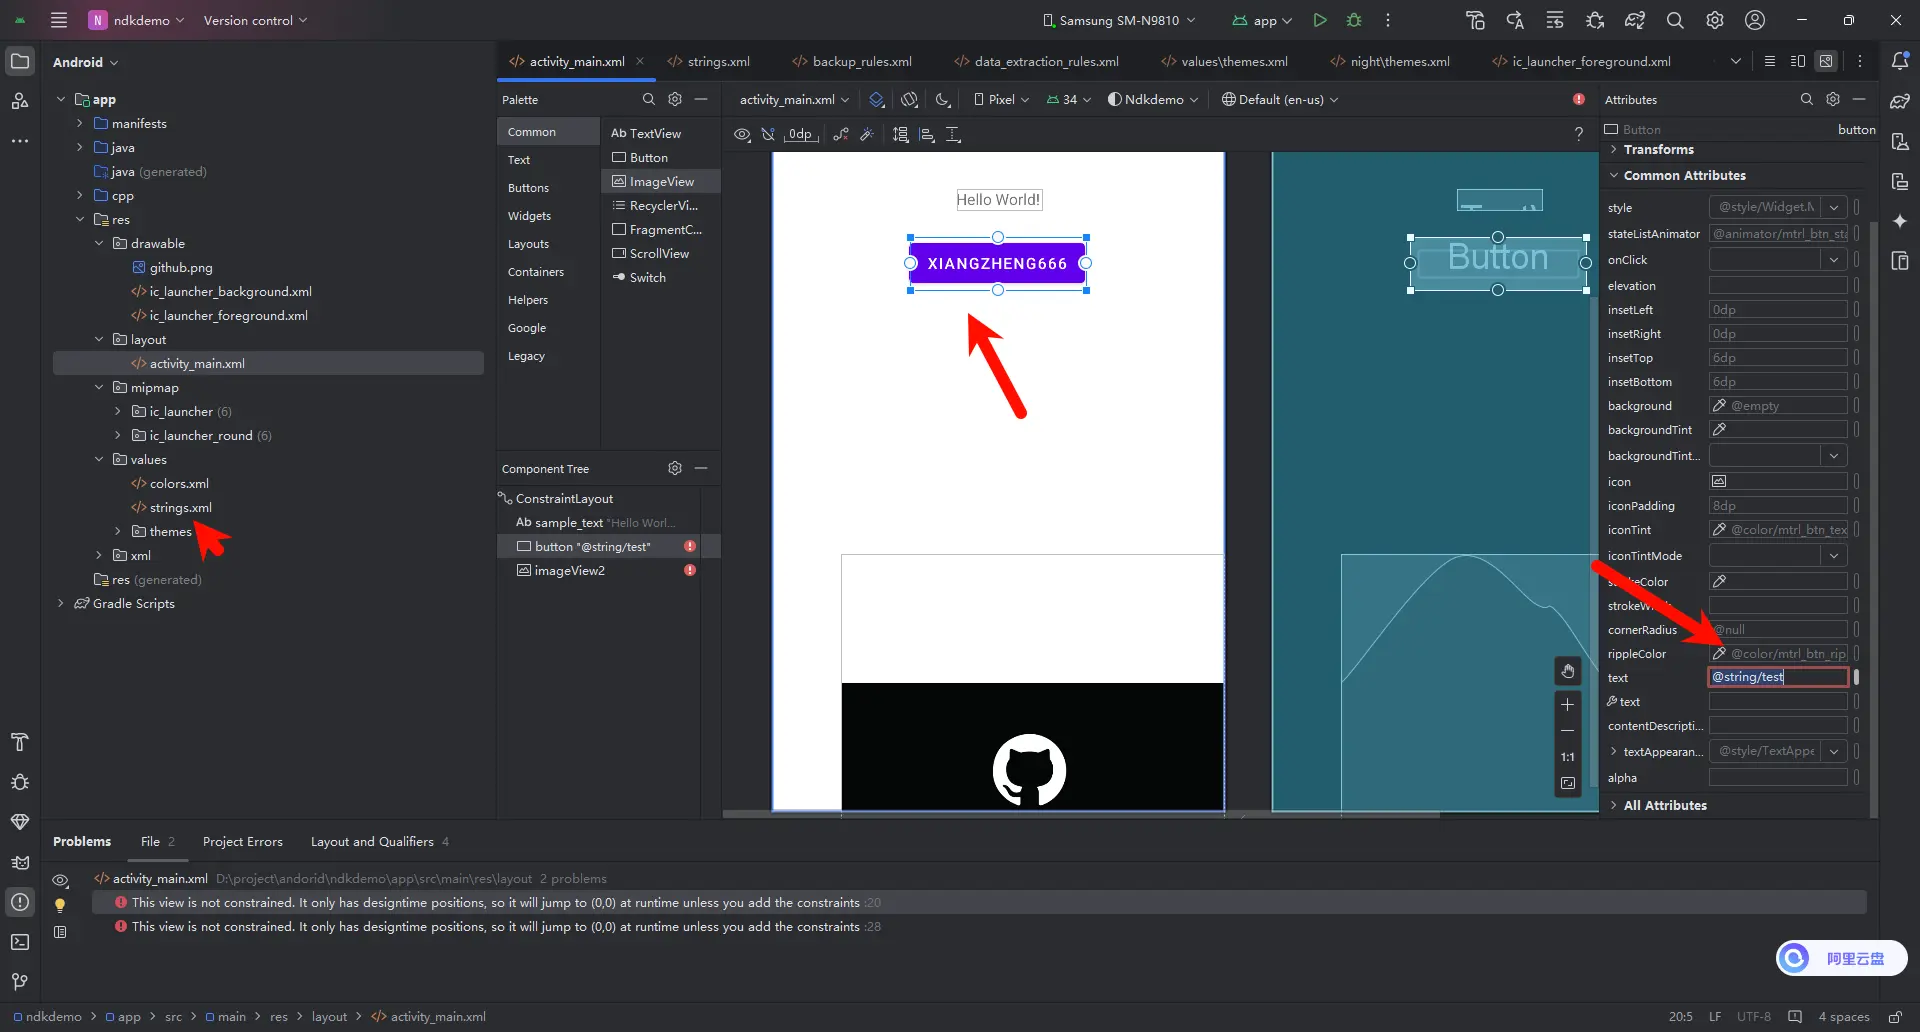 N ndkdemo Version control Samsung SM-N9810 app
Android
activity_main.xml strings.xml backup_rules.xml data_extraction_rules.xml values\themes.xml night\themes.xml ic_launcher_foreground.xml
app
manifests
java
java (generated)
cpp
res
drawable
github.png
ic_launcher_background.xml
ic_launcher_foreground.xml
layout
activity_main.xml
mipmap
ic_launcher (6)
ic_launcher_round (6)
values
colors.xml
strings.xml
themes
xml
res (generated)
Gradle Scripts
Palette
Common
Text
Buttons
Widgets
Layouts
Containers
Helpers
Google
Legacy
Ab TextView
Button
ImageView
RecyclerVi...
FragmentC...
ScrollView
Switch
Component Tree
ConstraintLayout
Ab sample_text "Hello Worl...
button "@string/test"
imageView2
activity_main.xml Pixel 34 Ndkdemo Default (en-us)
0dp
?
Hello World!
XIANGZHENG666
Button
1:1
Attributes
Button button
Transforms
Common Attributes
style @style/Widget.M
stateListAnimator @animator/mtrl_btn_sta
onClick
elevation
insetLeft 0dp
insetRight 0dp
insetTop 6dp
insetBottom 6dp
background @empty
backgroundTint
backgroundTint...
icon
iconPadding 8dp
iconTint @color/mtrl_btn_tex
iconTintMode
cornerRadius @null
rippleColor @color/mtrl_btn_rip
text @string/test
text
contentDescripti...
textAppearan... @style/TextAppe
alpha
All Attributes
Problems File 2 Project Errors Layout and Qualifiers 4
activity_main.xml D:\project\andorid\ndkdemo\app\src\main\res\layout 2 problems
This view is not constrained. It only has designtime positions, so it will jump to (0,0) at runtime unless you add the constraints :20
This view is not constrained. It only has designtime positions, so it will jump to (0,0) at runtime unless you add the constraints :28
阿里云盘
ndkdemo > app > src > main > res > layout > activity_main.xml 20:5 LF UTF-8 4 spaces